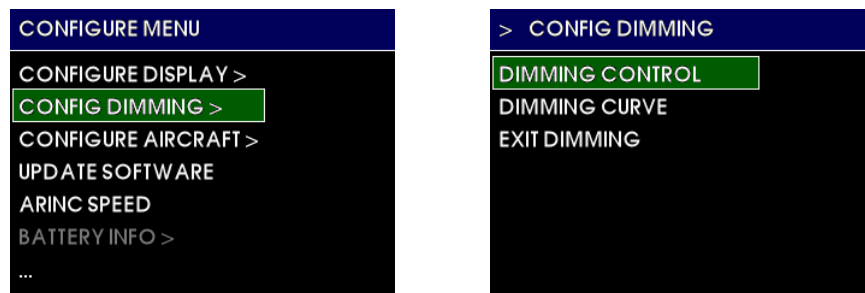 CONFIGURE MENU
CONFIGURE DISPLAY >
CONFIG DIMMING >
CONFIGURE AIRCRAFT >
UPDATE SOFTWARE
ARINC SPEED
BATTERY INFO >
...
> CONFIG DIMMING
DIMMING CONTROL
DIMMING CURVE
EXIT DIMMING